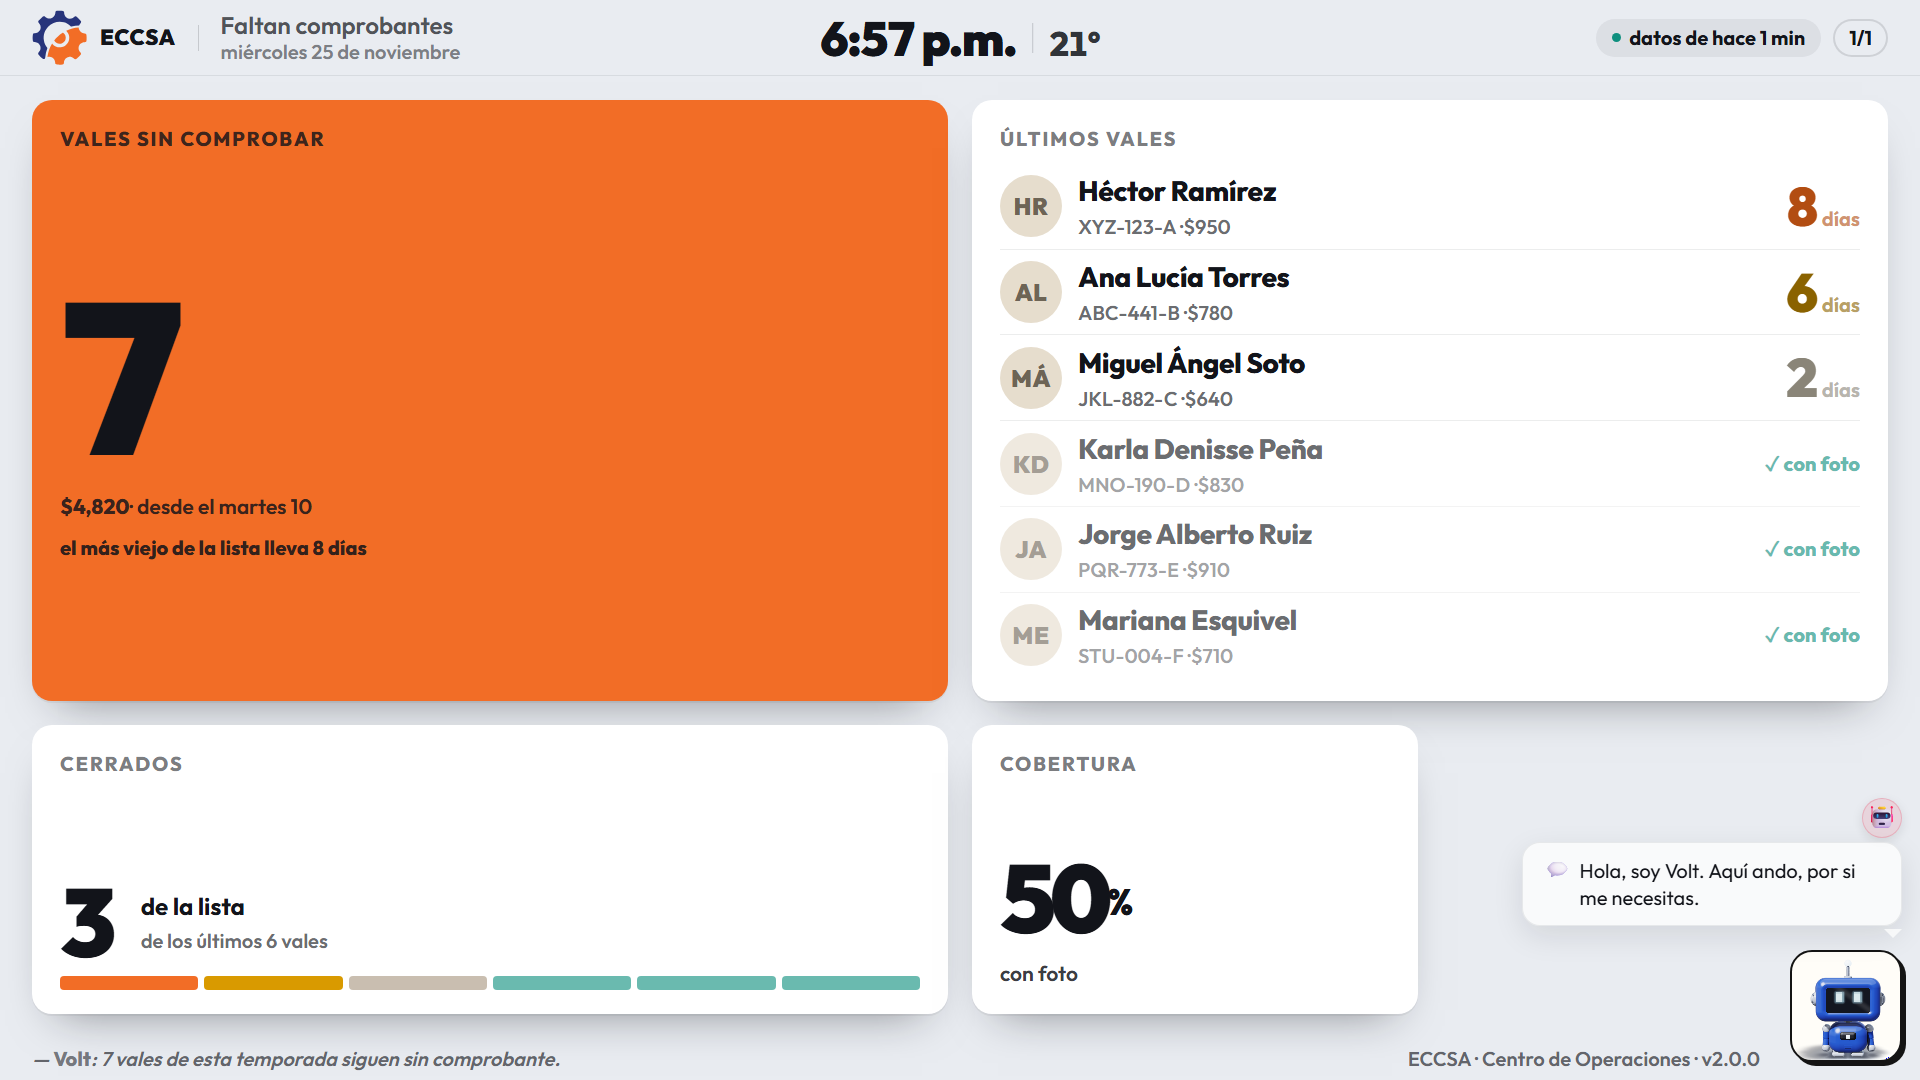 ECCSA
Faltan comprobantes
miércoles 25 de noviembre
6:57 p.m.
21°
datos de hace 1 min
1/1
VALES SIN COMPROBAR
7
$4,820· desde el martes 10
el más viejo de la lista lleva 8 días
ÚLTIMOS VALES
HR
Héctor Ramírez
XYZ-123-A ·$950
8 días
AL
Ana Lucía Torres
ABC-441-B ·$780
6 días
MÁ
Miguel Ángel Soto
JKL-882-C ·$640
2 días
KD
Karla Denisse Peña
MNO-190-D ·$830
✓ con foto
JA
Jorge Alberto Ruiz
PQR-773-E ·$910
✓ con foto
ME
Mariana Esquivel
STU-004-F ·$710
✓ con foto
CERRADOS
3
de la lista
de los últimos 6 vales
COBERTURA
50%
con foto
Hola, soy Volt. Aquí ando, por si
me necesitas.
— Volt: 7 vales de esta temporada siguen sin comprobante.
ECCSA · Centro de Operaciones · v2.0.0